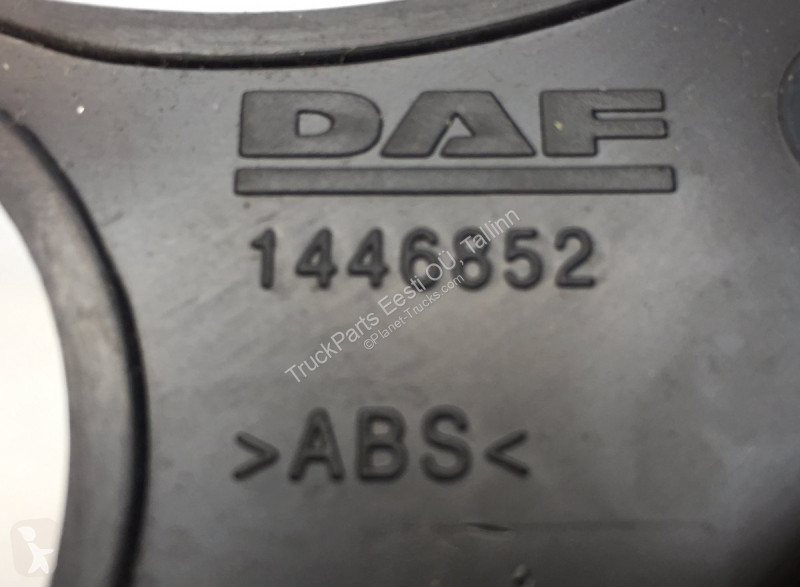 DAF
1446852
TruckParts Eesti OÜ, Tallinn
©Planet-Trucks.com
>ABS<